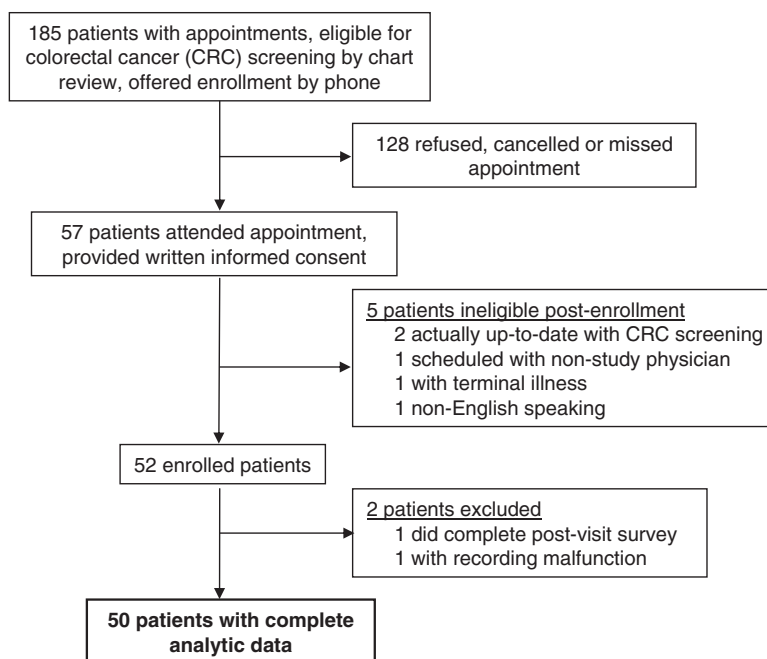 185 patients with appointments, eligible for
colorectal cancer (CRC) screening by chart
review, offered enrollment by phone
128 refused, cancelled or missed
appointment
57 patients attended appointment,
provided written informed consent
5 patients ineligible post-enrollment
2 actually up-to-date with CRC screening
1 scheduled with non-study physician
1 with terminal illness
1 non-English speaking
52 enrolled patients
2 patients excluded
1 did complete post-visit survey
1 with recording malfunction
50 patients with complete
analytic data